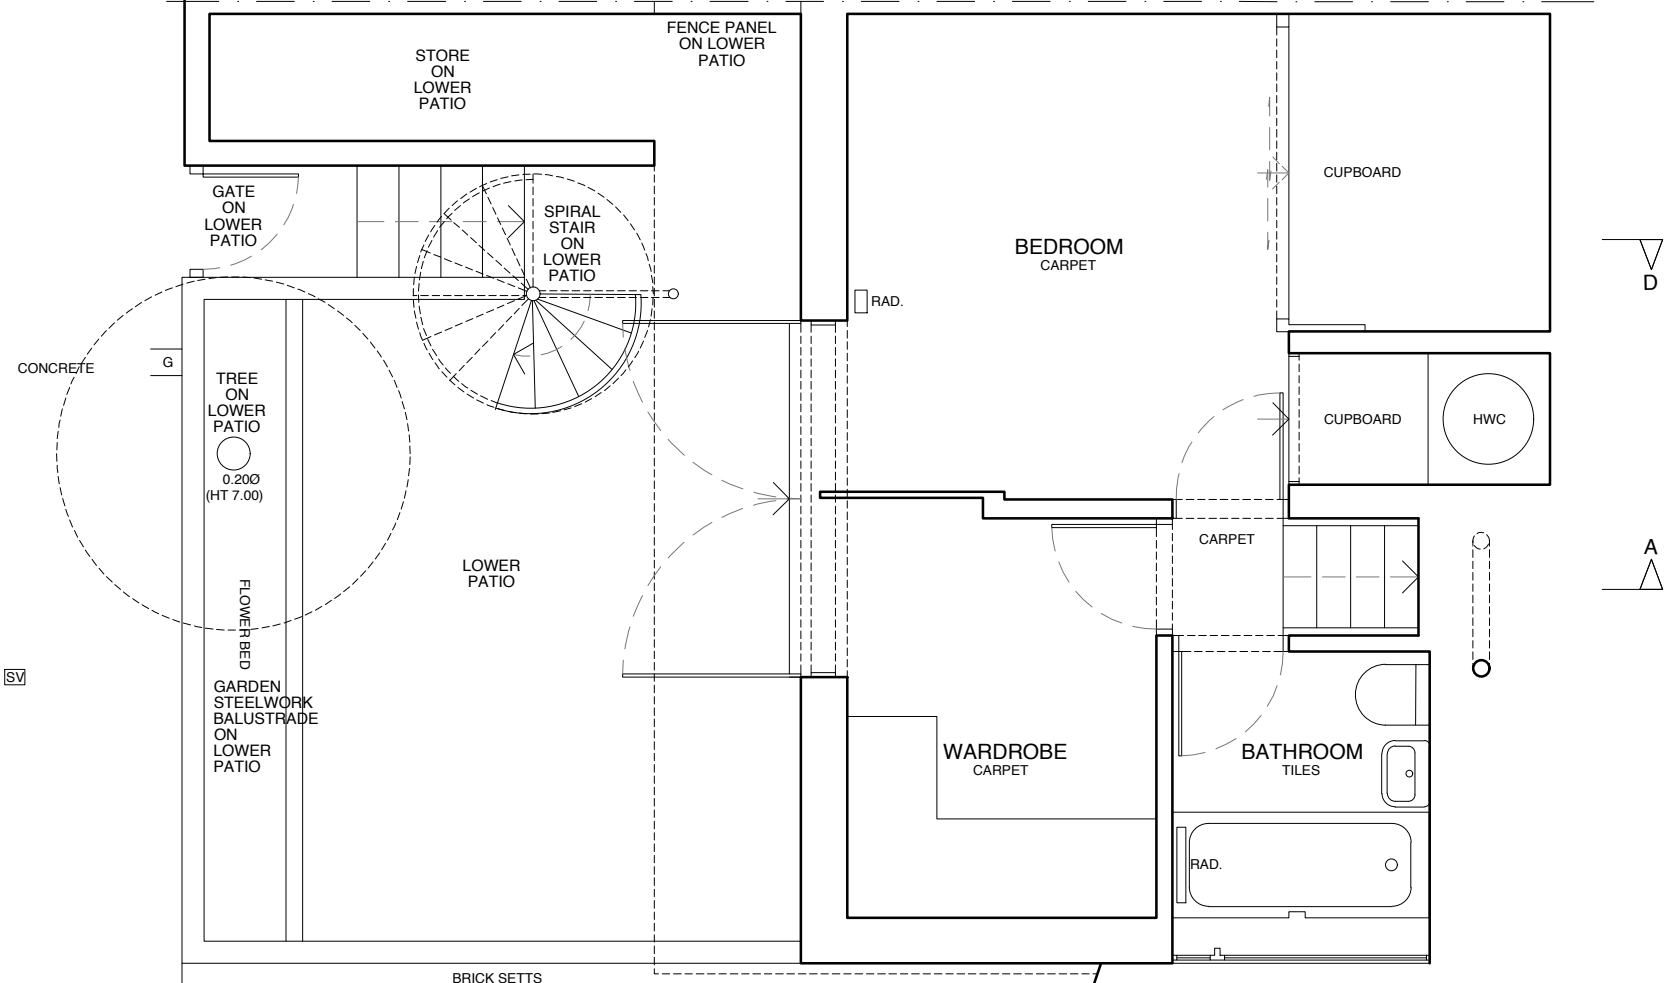 FENCE PANEL
ON LOWER
PATIO
STORE
ON
LOWER
PATIO
CUPBOARD
GATE
ON
LOWER
PATIO
SPIRAL
STAIR
ON
LOWER
PATIO
BEDROOM
CARPET
D
RAD.
CONCRETE
G
TREE
ON
LOWER
PATIO
0.20Ø
(HT 7.00)
CUPBOARD
HWC
CARPET
A
LOWER
PATIO
FLOWER BED
SV
GARDEN
STEELWORK
BALUSTRADE
ON
LOWER
PATIO
WARDROBE
CARPET
BATHROOM
TILES
RAD.
BRICK SETTS